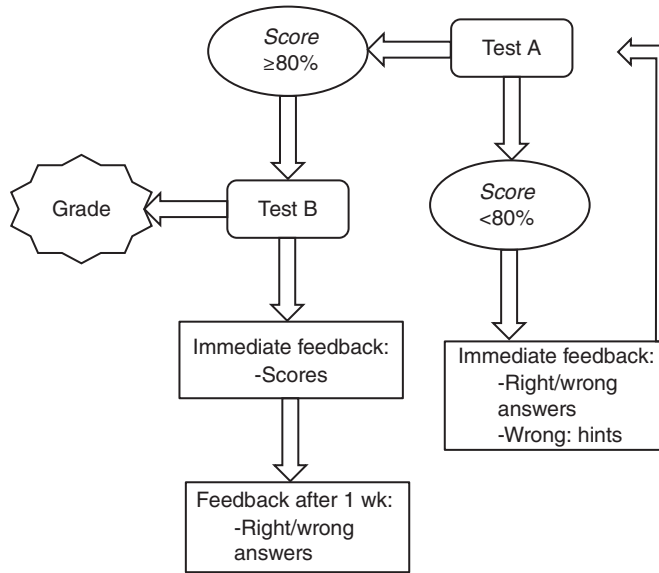 Score
≥80%
Test A
Grade
Test B
Score
<80%
Immediate feedback:
-Scores
Immediate feedback:
-Right/wrong
answers
-Wrong: hints
Feedback after 1 wk:
-Right/wrong
answers